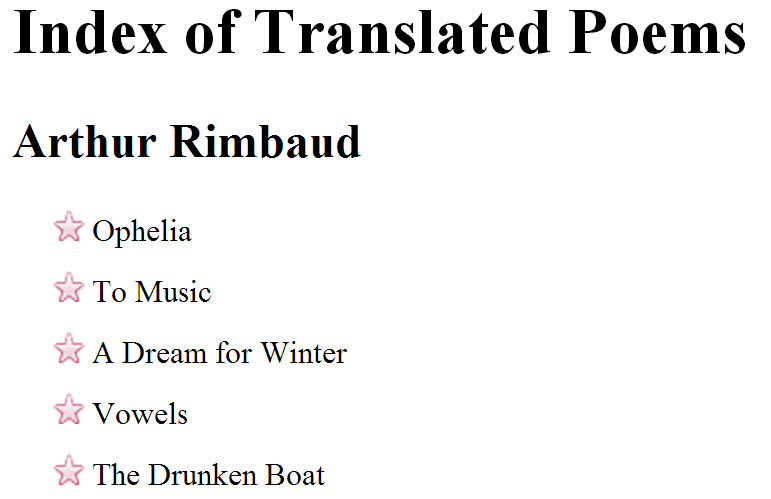 Index of Translated Poems
Arthur Rimbaud
Ophelia
To Music
A Dream for Winter
Vowels
The Drunken Boat